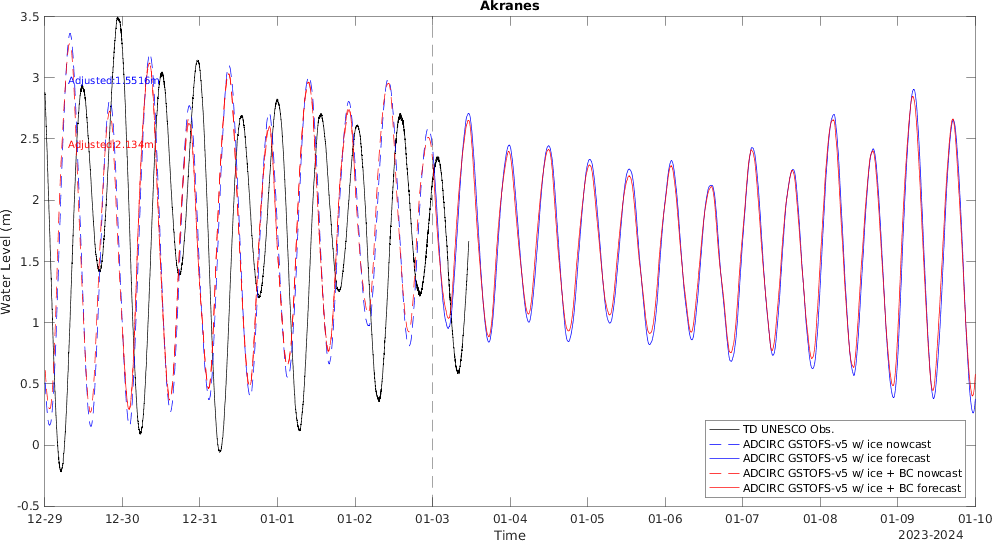 Akranes
3.5
3
2.5
2
1.5
1
0.5
0
-0.5
Water Level (m)
Adjusted:1.5516m
Adjusted:2.134m
TD UNESCO Obs.
ADCIRC GSTOFS-v5 w/ ice nowcast
ADCIRC GSTOFS-v5 w/ ice forecast
ADCIRC GSTOFS-v5 w/ ice + BC nowcast
ADCIRC GSTOFS-v5 w/ ice + BC forecast
12-29 12-30 12-31 01-01 01-02 01-03 01-04 01-05 01-06 01-07 01-08 01-09 01-10
Time
2023-2024